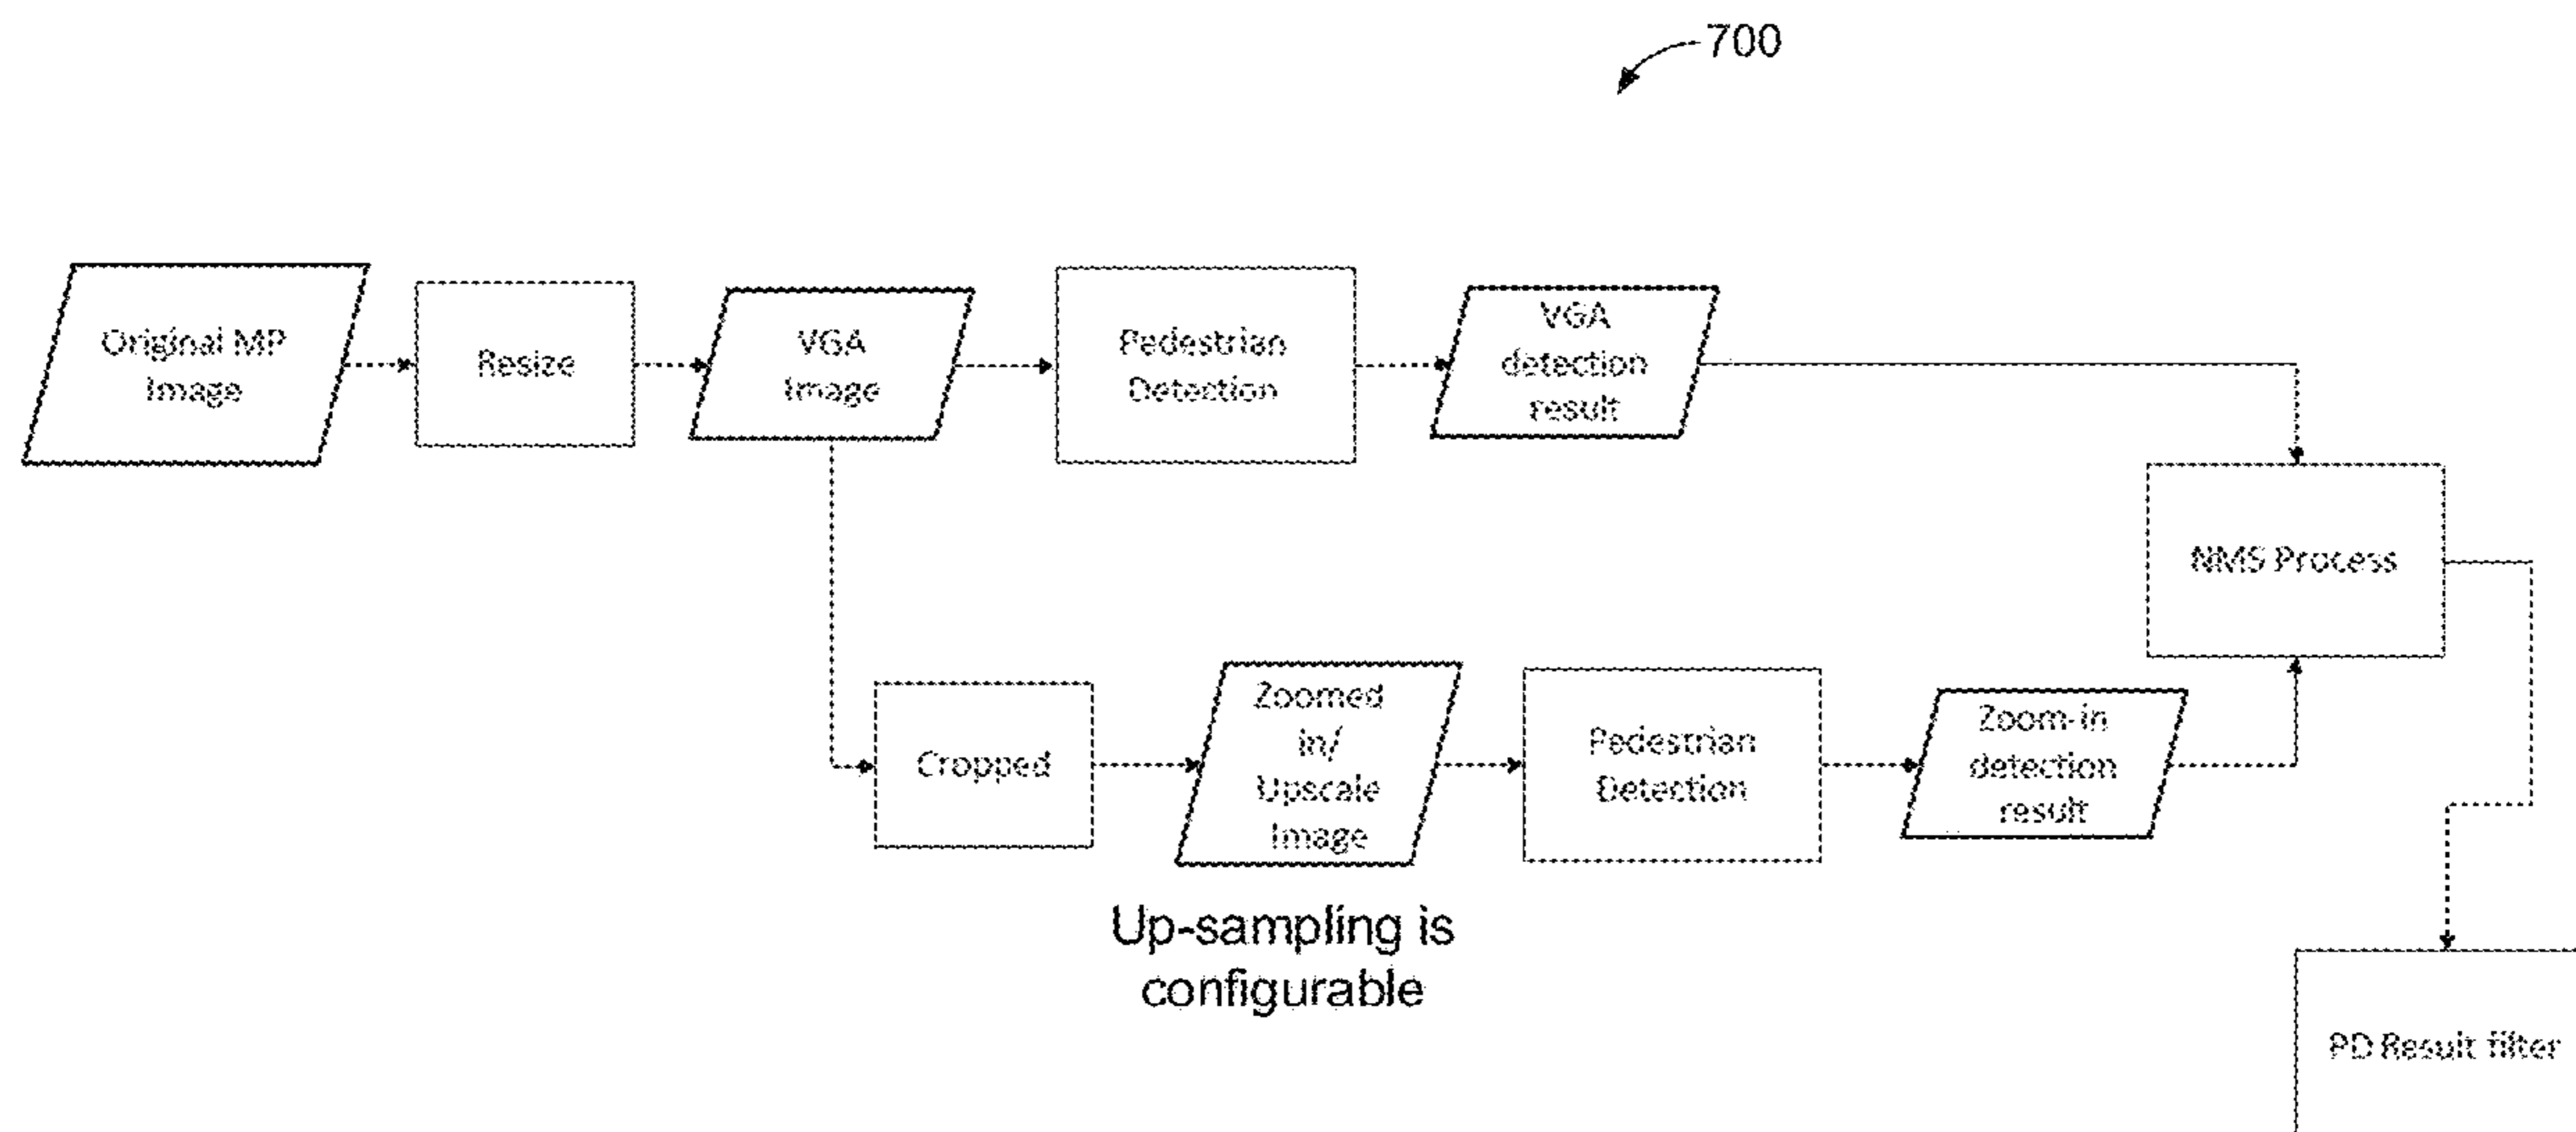 700
Original MP
Image
Resize
VGA
Image
Pedestrian
Detection
VGA
detection
result
NMS Process
Cropped
Zoomed
in/
Upscale
Image
Pedestrian
Detection
Zoom-in
detection
result
Up-sampling is
configurable
PD Result filter